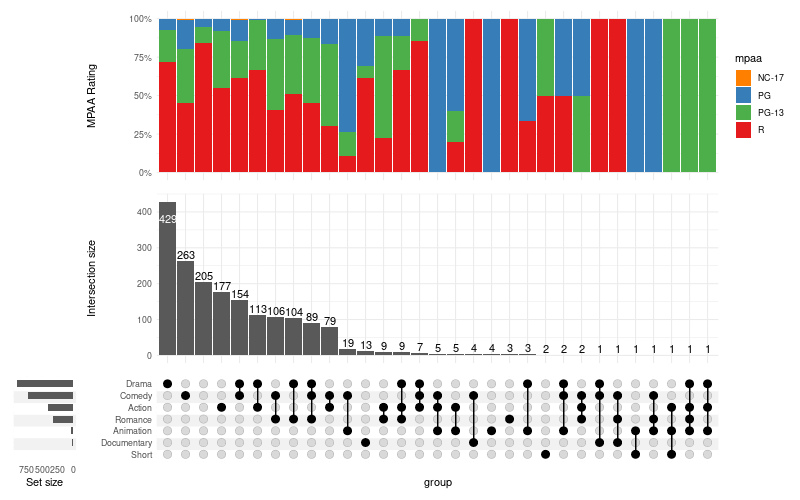 100%
75%
50%
25%
0%
MPAA Rating
mpaa
NC-17
PG
PG-13
R
400
300
200
100
0
Intersection size
429 263 205 177 154 113 106 104 89 79 19 13 9 9 7 5 5 4 4 3 3 2 2 2 1 1 1 1 1 1 1
Drama
Comedy
Action
Romance
Animation
Documentary
Short
750 500 250 0
Set size
group